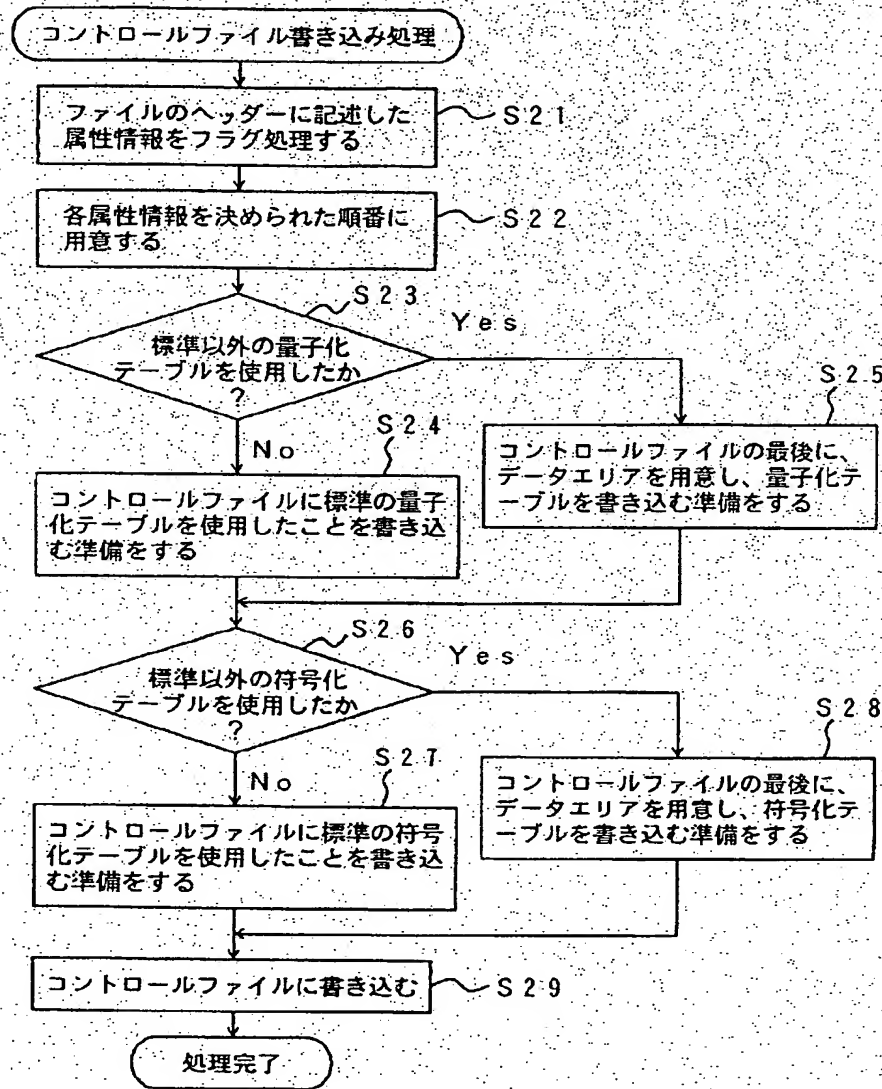 コントロールファイル書き込み処理
ファイルのヘッダーに記述した
属性情報をフラグ処理する
S21
各属性情報を決められた順番に
用意する
S22
S23
標準以外の量子化
テーブルを使用したか
?
Yes
No
S24
コントロールファイルに標準の量子
化テーブルを使用したことを書き込
む準備をする
S25
コントロールファイルの最後に、
データエリアを用意し、量子化テ
ーブルを書き込む準備をする
S26
標準以外の符号化
テーブルを使用したか
?
Yes
No
S27
コントロールファイルに標準の符号
化テーブルを使用したことを書き込
む準備をする
S28
コントロールファイルの最後に、
データエリアを用意し、符号化テ
ーブルを書き込む準備をする
コントロールファイルに書き込む
S29
処理完了